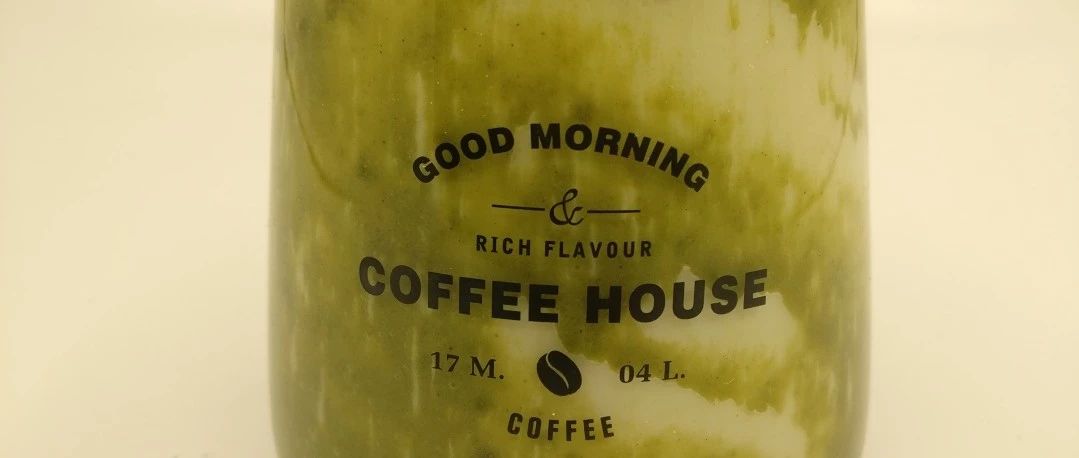 GOOD MORNING
&
RICH FLAVOUR
COFFEE HOUSE
17 M. 04 L.
COFFEE